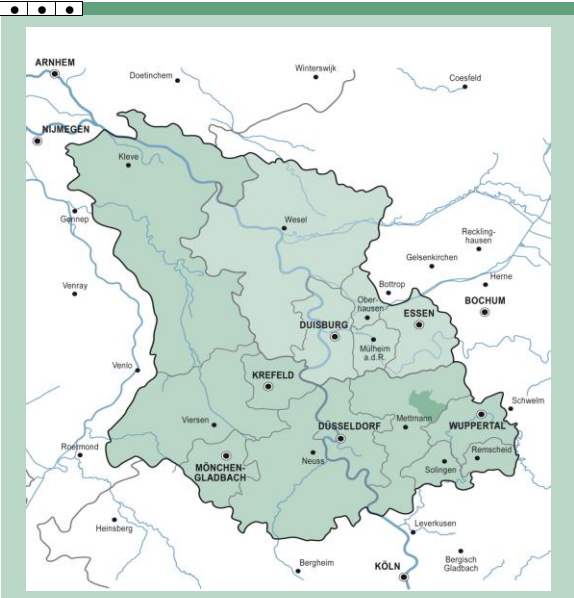 ARNHEM
Winterswijk
Doetinchem
Coesfeld
NIJMEGEN
Kleve
Gennep
Wesel
Reckling-
hausen
Gelsenkirchen
Venray
Bottrop
Herne
Ober-
hausen
BOCHUM
ESSEN
DUISBURG
Mülheim
a.d.R.
Venlo
KREFELD
Schwelm
Viersen
Mettmann
DÜSSELDORF
WUPPERTAL
Roermond
Neuss
Remscheid
MÖNCHEN-
GLADBACH
Solingen
Heinsberg
Leverkusen
Bergheim
Bergisch
Gladbach
KÖLN